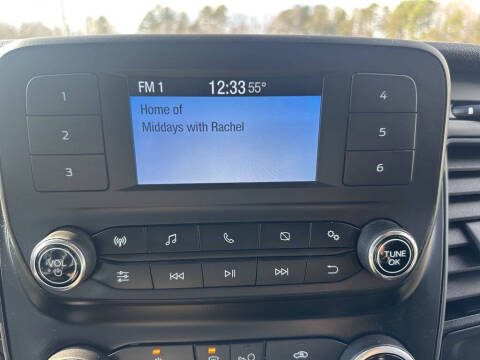 FM 1 12:33 55°
1
4
Home of
Middays with Rachel
2
5
3
6
VOL
TUNE
OK